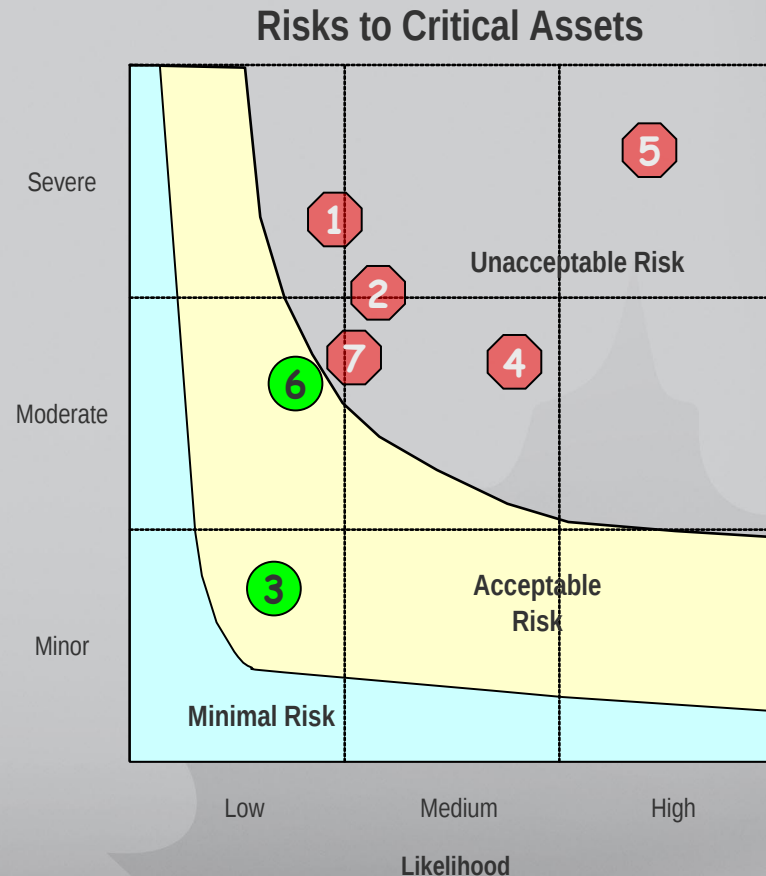 Risks to Critical Assets
5
Severe
1
Unacceptable Risk
2
7
4
6
Moderate
3
Acceptable
Risk
Minor
Minimal Risk
Low Medium High
Likelihood